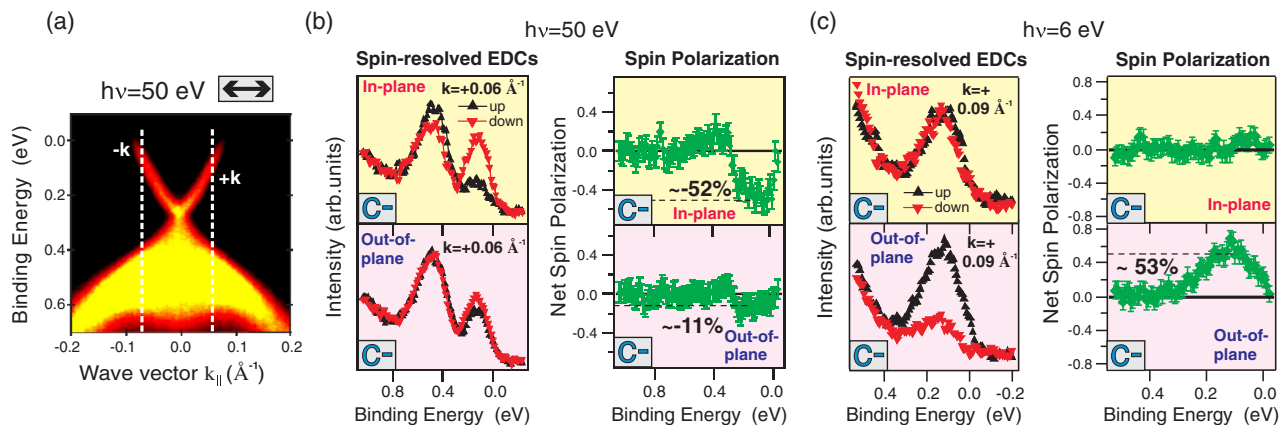 (a)
hν=50 eV
-k
+k
0.0
0.2
0.4
0.6
Binding Energy (eV)
-0.2
-0.1
0.0
0.1
0.2
Wave vector k|| (Å-1)
(b)
hν=50 eV
Spin-resolved EDCs
Spin Polarization
In-plane
k=+0.06 Å-1
up
down
C-
Out-of-
plane
k=+0.06 Å-1
C-
Intensity (arb.units)
0.8
0.4
0.0
Binding Energy (eV)
0.4
0.0
-0.4
~-52%
In-plane
C-
0.4
0.0
-0.4
~-11%
Out-of-
plane
C-
Net Spin Polarization
0.8
0.4
0.0
Binding Energy (eV)
(c)
hν=6 eV
Spin-resolved EDCs
Spin Polarization
In-plane
k=+
0.09 Å-1
up
down
C-
Out-of-
plane
k=+
0.09 Å-1
C-
Intensity (arb.units)
0.4
0.2
0.0
-0.2
Binding Energy (eV)
0.8
0.4
0.0
-0.4
-0.8
In-plane
C-
0.8
0.4
0.0
-0.4
-0.8
~ 53%
Out-of-
plane
C-
Net Spin Polarization
0.4
0.2
0.0
Binding Energy (eV)